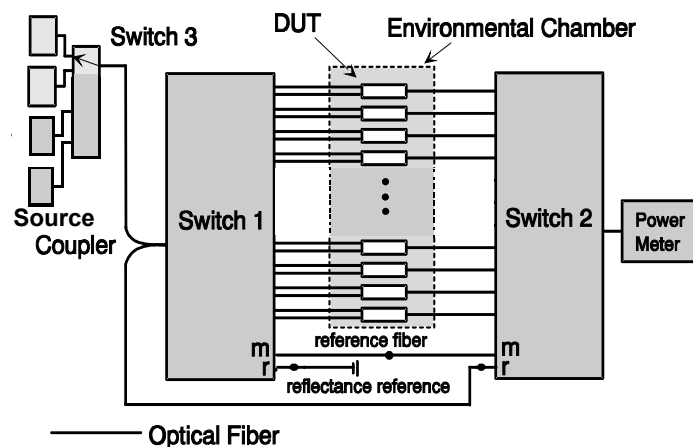 Switch 3
DUT
Environmental Chamber
Source
Coupler
Switch 1
Switch 2
Power
Meter
m
reference fiber
m
r
reflectance reference
r
Optical Fiber